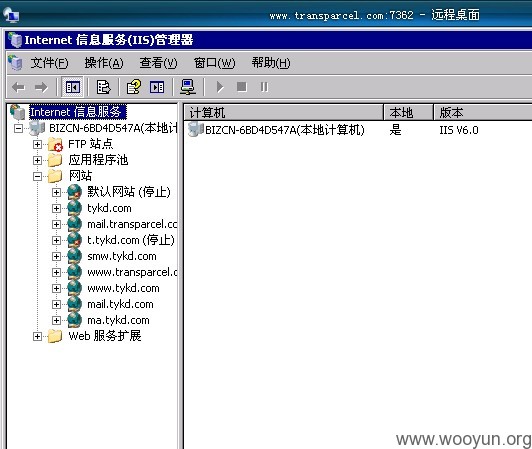 www.transparcel.com:7362 - 远程桌面
Internet 信息服务(IIS)管理器
文件(F) 操作(A) 查看(V) 窗口(W) 帮助(H)
Internet 信息服务
BIZCN-6BD4D547A(本地计
FTP 站点
应用程序池
网站
默认网站 (停止)
tykd.com
mail.transparcel.co
t.tykd.com (停止)
smw.tykd.com
www.transparcel.c
www.tykd.com
mail.tykd.com
ma.tykd.com
Web 服务扩展
计算机 本地 版本
BIZCN-6BD4D547A(本地计算机) 是 IIS V6.0
www.wooyun.org